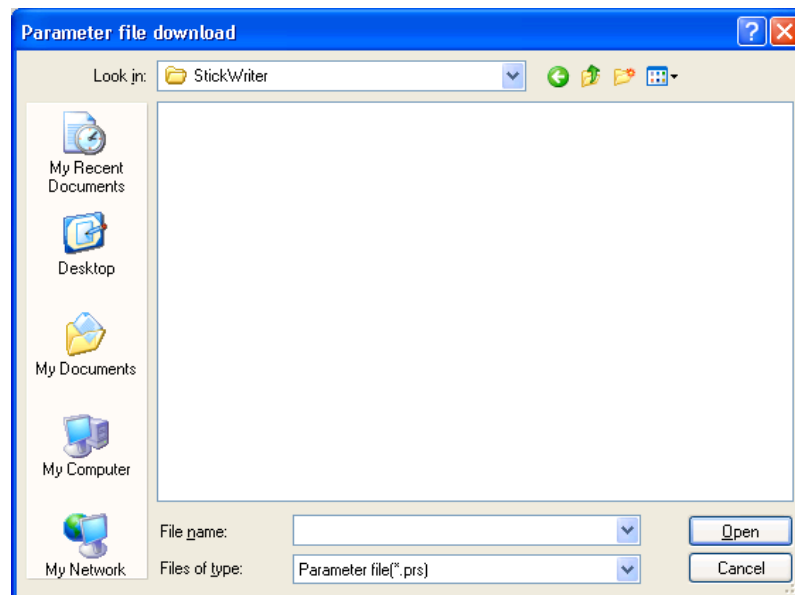 Parameter file download
Look in: StickWriter
My Recent
Documents
Desktop
My Documents
My Computer
My Network
File name: Open
Files of type: Parameter file(*.prs) Cancel